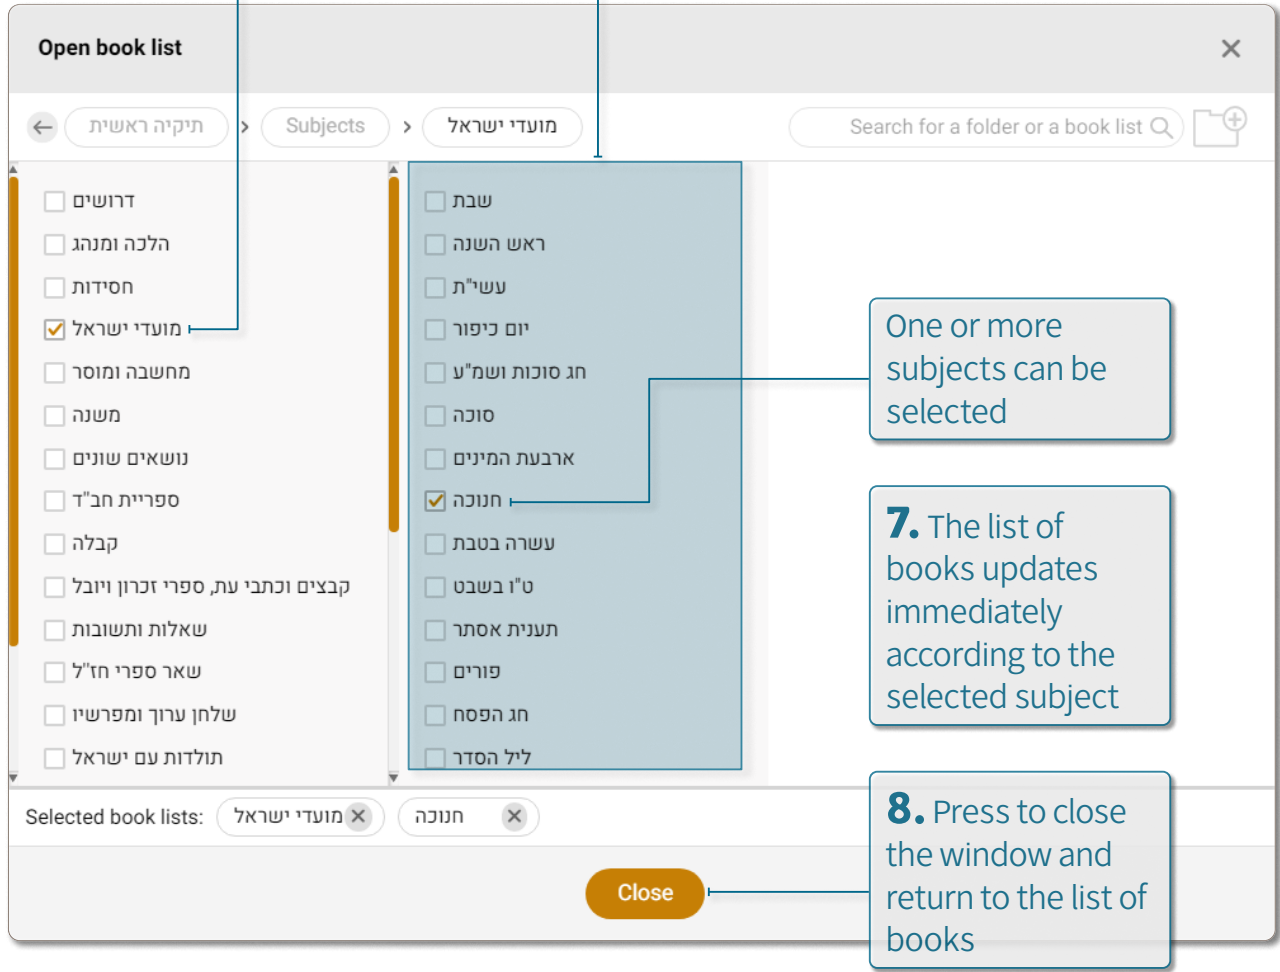 Open book list
תיקיה ראשית > Subjects > מועדי ישראל
Search for a folder or a book list
דרושים
הלכה ומנהג
חסידות
מועדי ישראל
מחשבה ומוסר
משנה
נושאים שונים
ספריית חב"ד
קבלה
קבצים וכתבי עת, ספרי זכרון ויובל
שאלות ותשובות
שאר ספרי חז"ל
שלחן ערוך ומפרשיו
תולדות עם ישראל
שבת
ראש השנה
עשי"ת
יום כיפור
חג סוכות ושמ"ע
סוכה
ארבעת המינים
חנוכה
עשרה בטבת
ט"ו בשבט
תענית אסתר
פורים
חג הפסח
ליל הסדר
One or more
subjects can be
selected
7. The list of
books updates
immediately
according to the
selected subject
8. Press to close
the window and
return to the list of
books
Selected book lists: מועדי ישראל חנוכה
Close